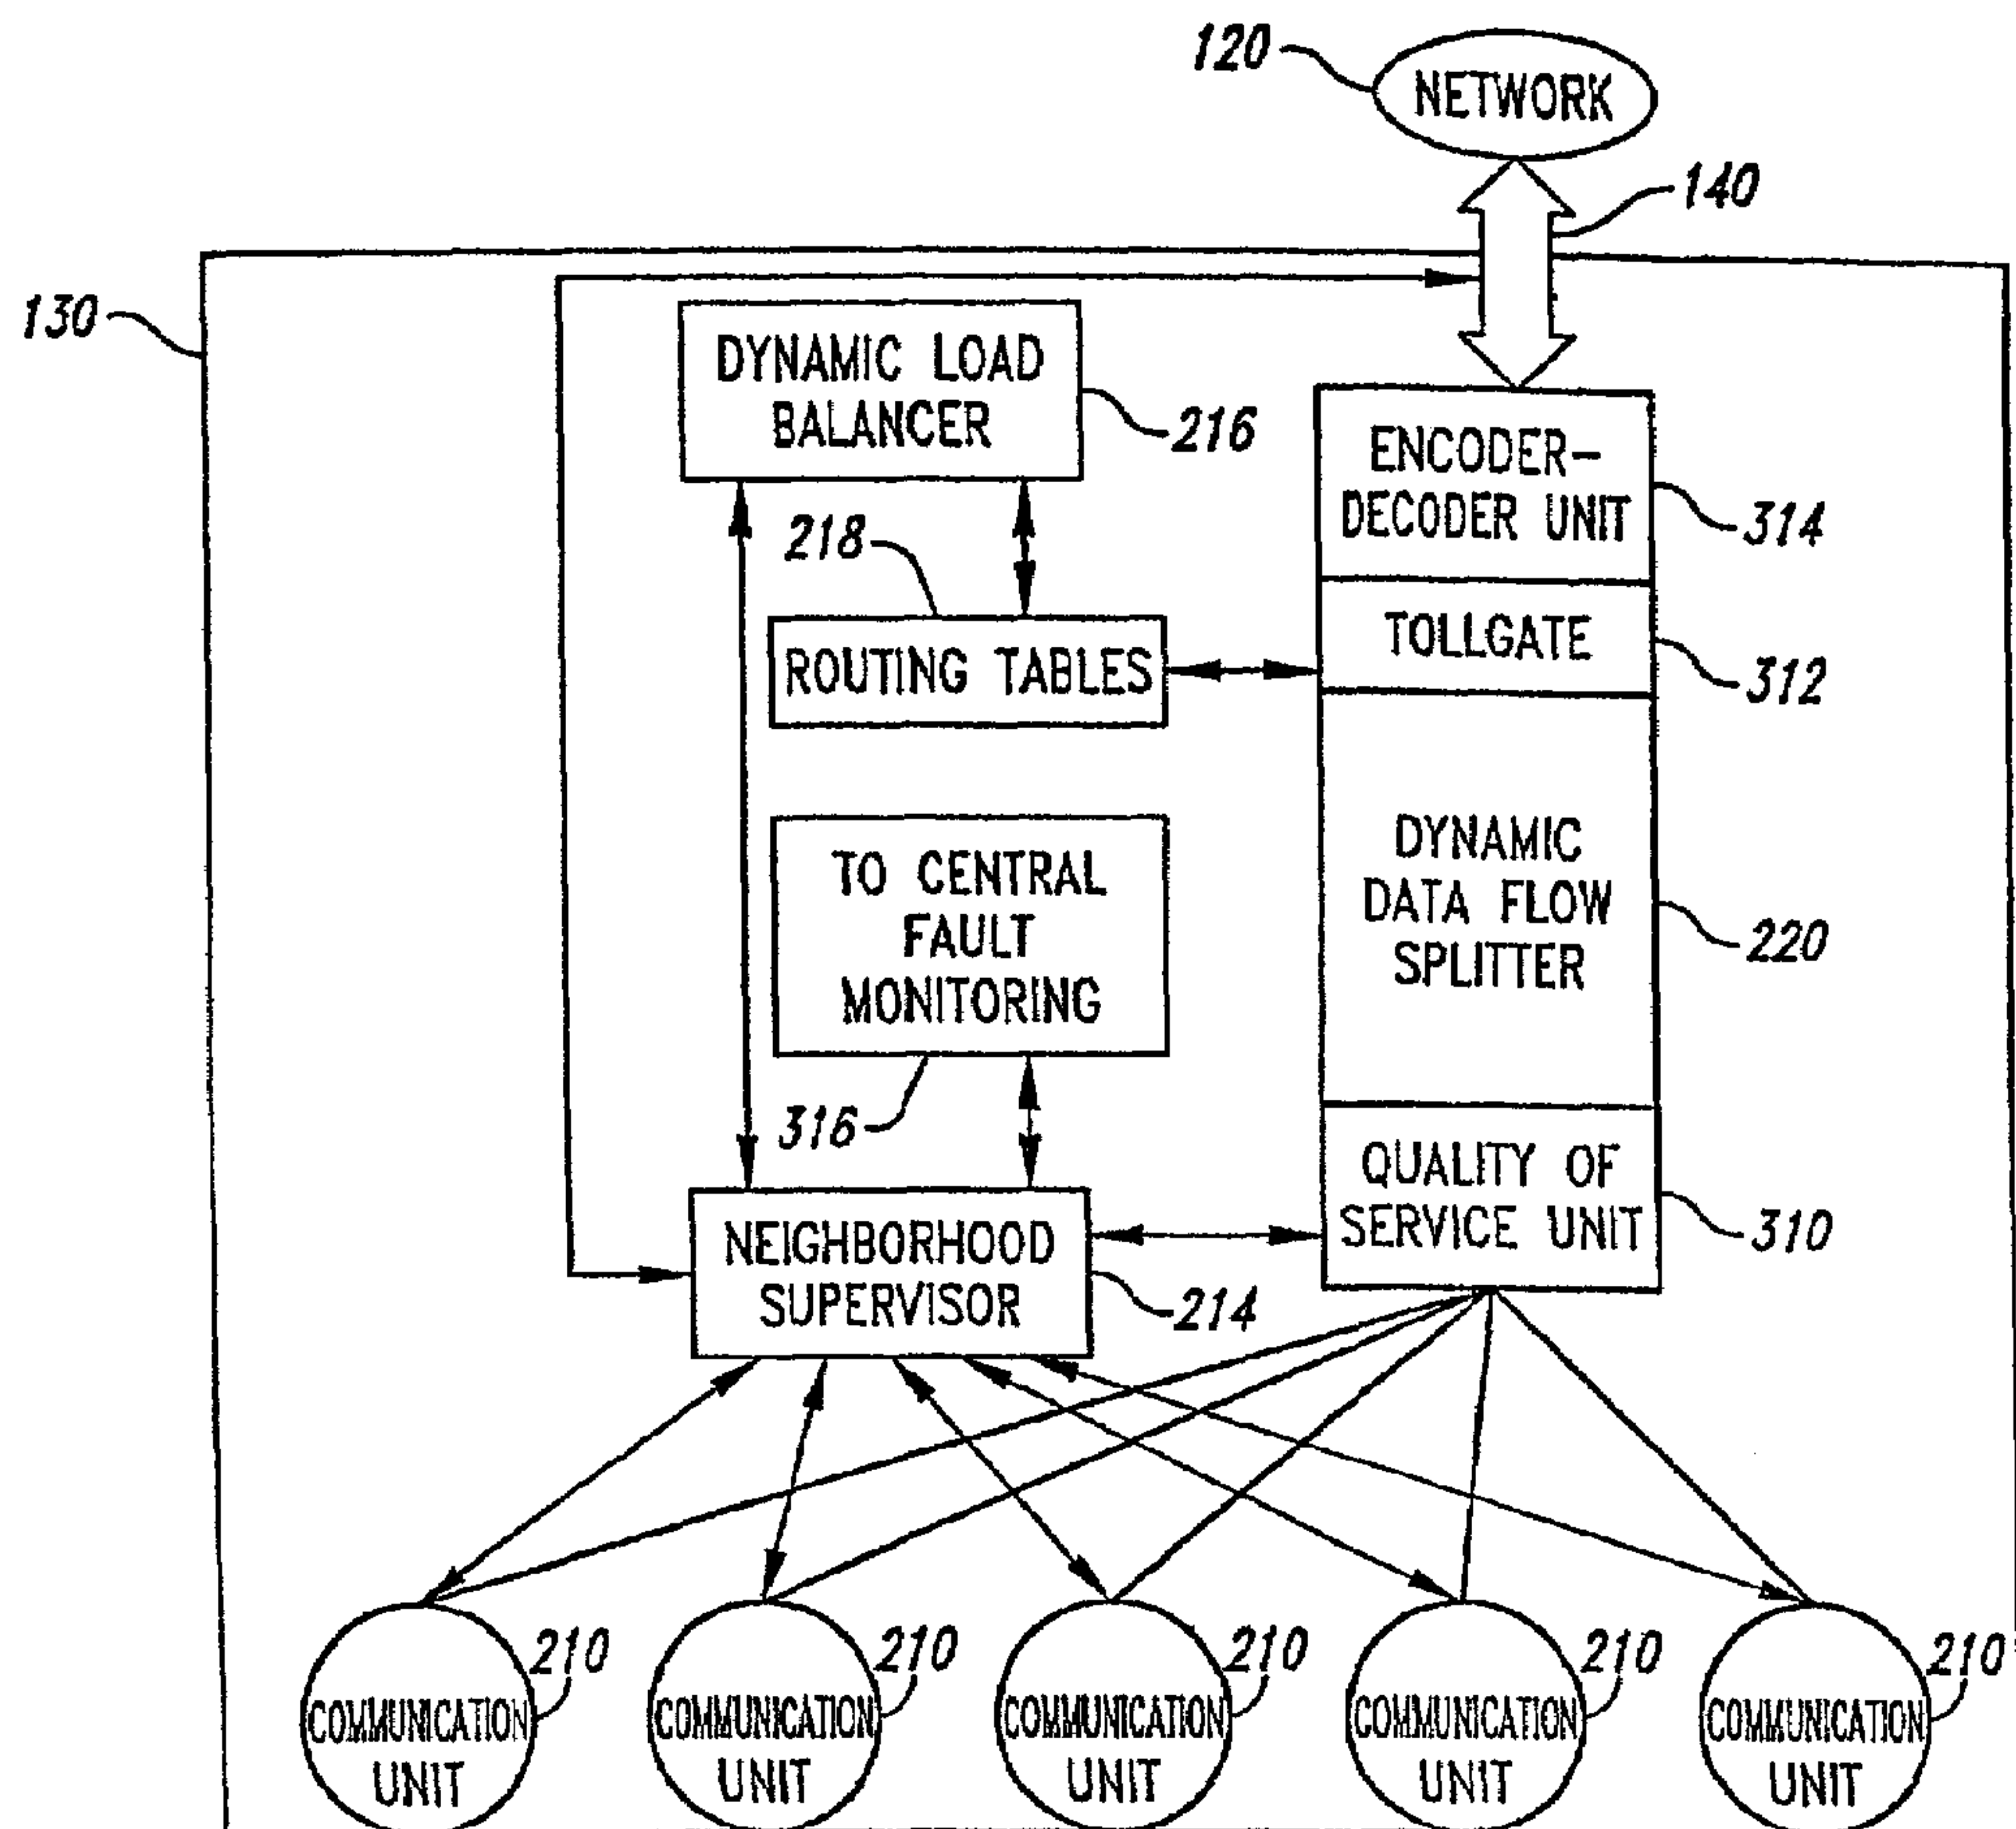 120
NETWORK
140
130
DYNAMIC LOAD
BALANCER
216
ENCODER-
DECODER UNIT
314
218
ROUTING TABLES
TOLLGATE
312
TO CENTRAL
FAULT
MONITORING
316
DYNAMIC
DATA FLOW
SPLITTER
220
QUALITY OF
SERVICE UNIT
310
NEIGHBORHOOD
SUPERVISOR
214
210
COMMUNICATION
UNIT
210
COMMUNICATION
UNIT
210
COMMUNICATION
UNIT
210
COMMUNICATION
UNIT
210
COMMUNICATION
UNIT